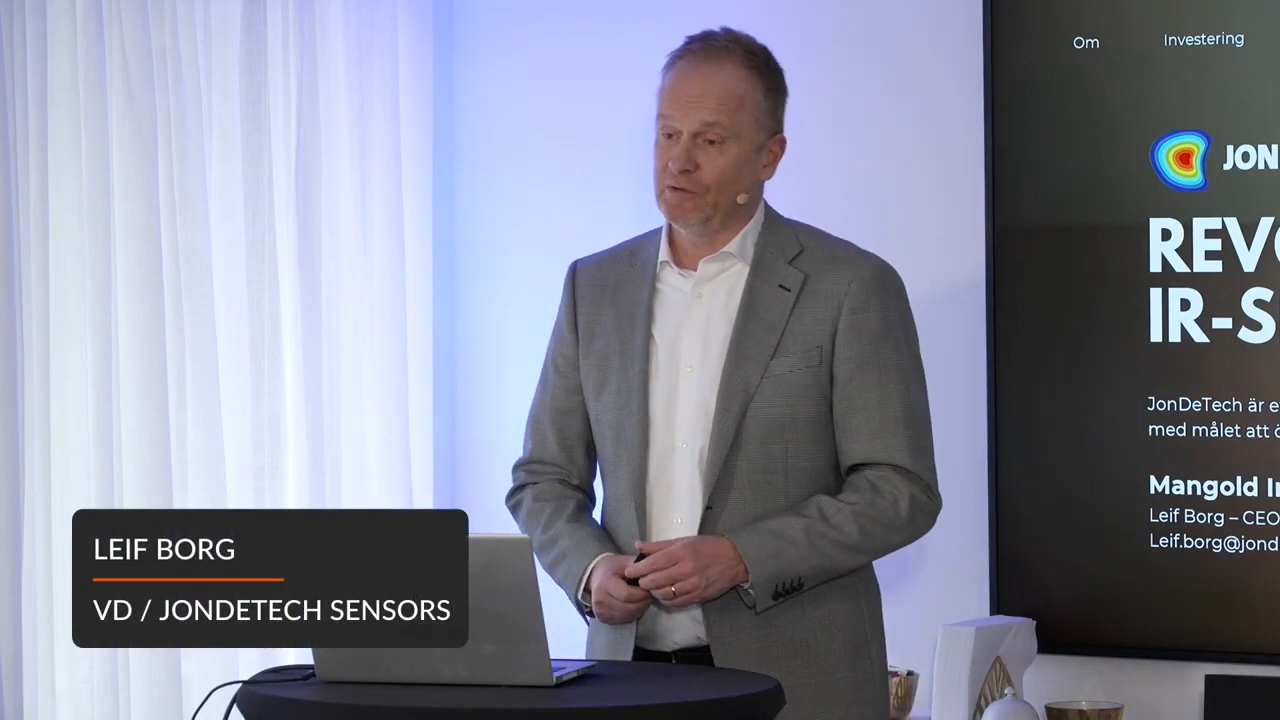 Om
Investering
JON
REV
IR-S
JonDeTech är
med målet att
Mangold
Leif Borg – CEO
Leif.borg@jond
LEIF BORG
VD / JONDETECH SENSORS